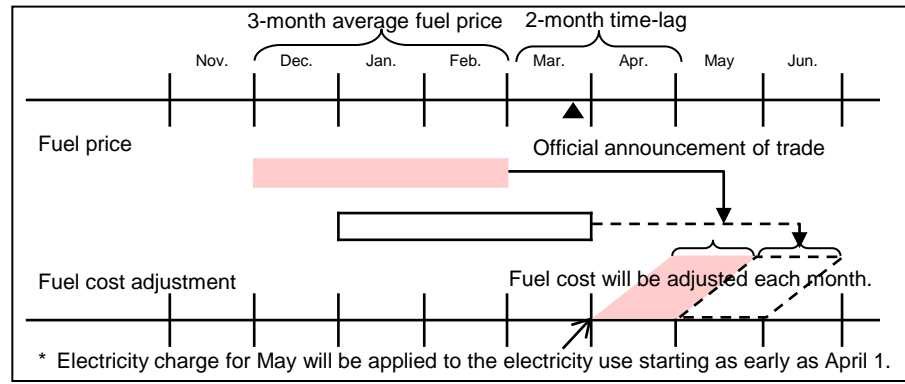 3-month average fuel price 2-month time-lag
Nov. Dec. Jan. Feb. Mar. Apr. May Jun.
Fuel price
Official announcement of trade
Fuel cost adjustment
Fuel cost will be adjusted each month.
* Electricity charge for May will be applied to the electricity use starting as early as April 1.